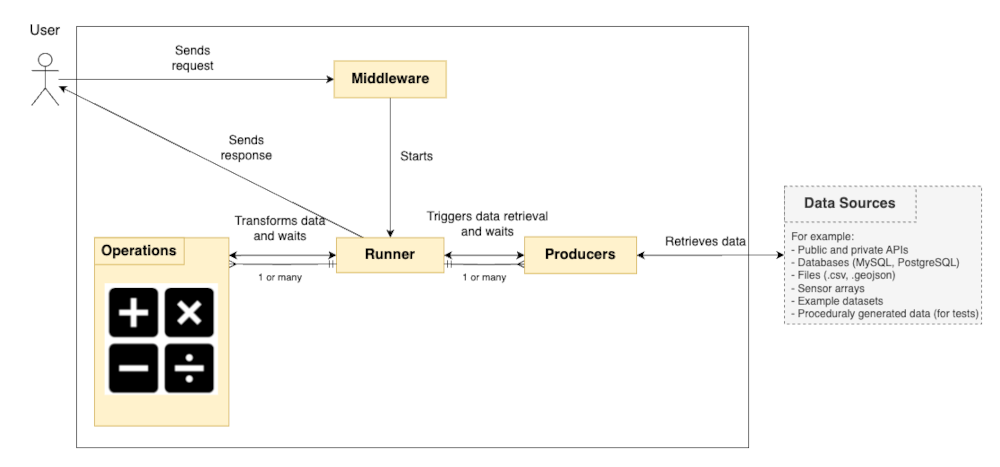 User
Sends
request
Middleware
Sends
response
Starts
Transforms data
and waits
Triggers data retrieval
and waits
Operations
Runner
Producers
1 or many
1 or many
Retrieves data
Data Sources
For example:
- Public and private APIs
- Databases (MySQL, PostgreSQL)
- Files (.csv, .geojson)
- Sensor arrays
- Example datasets
- Proceduraly generated data (for tests)